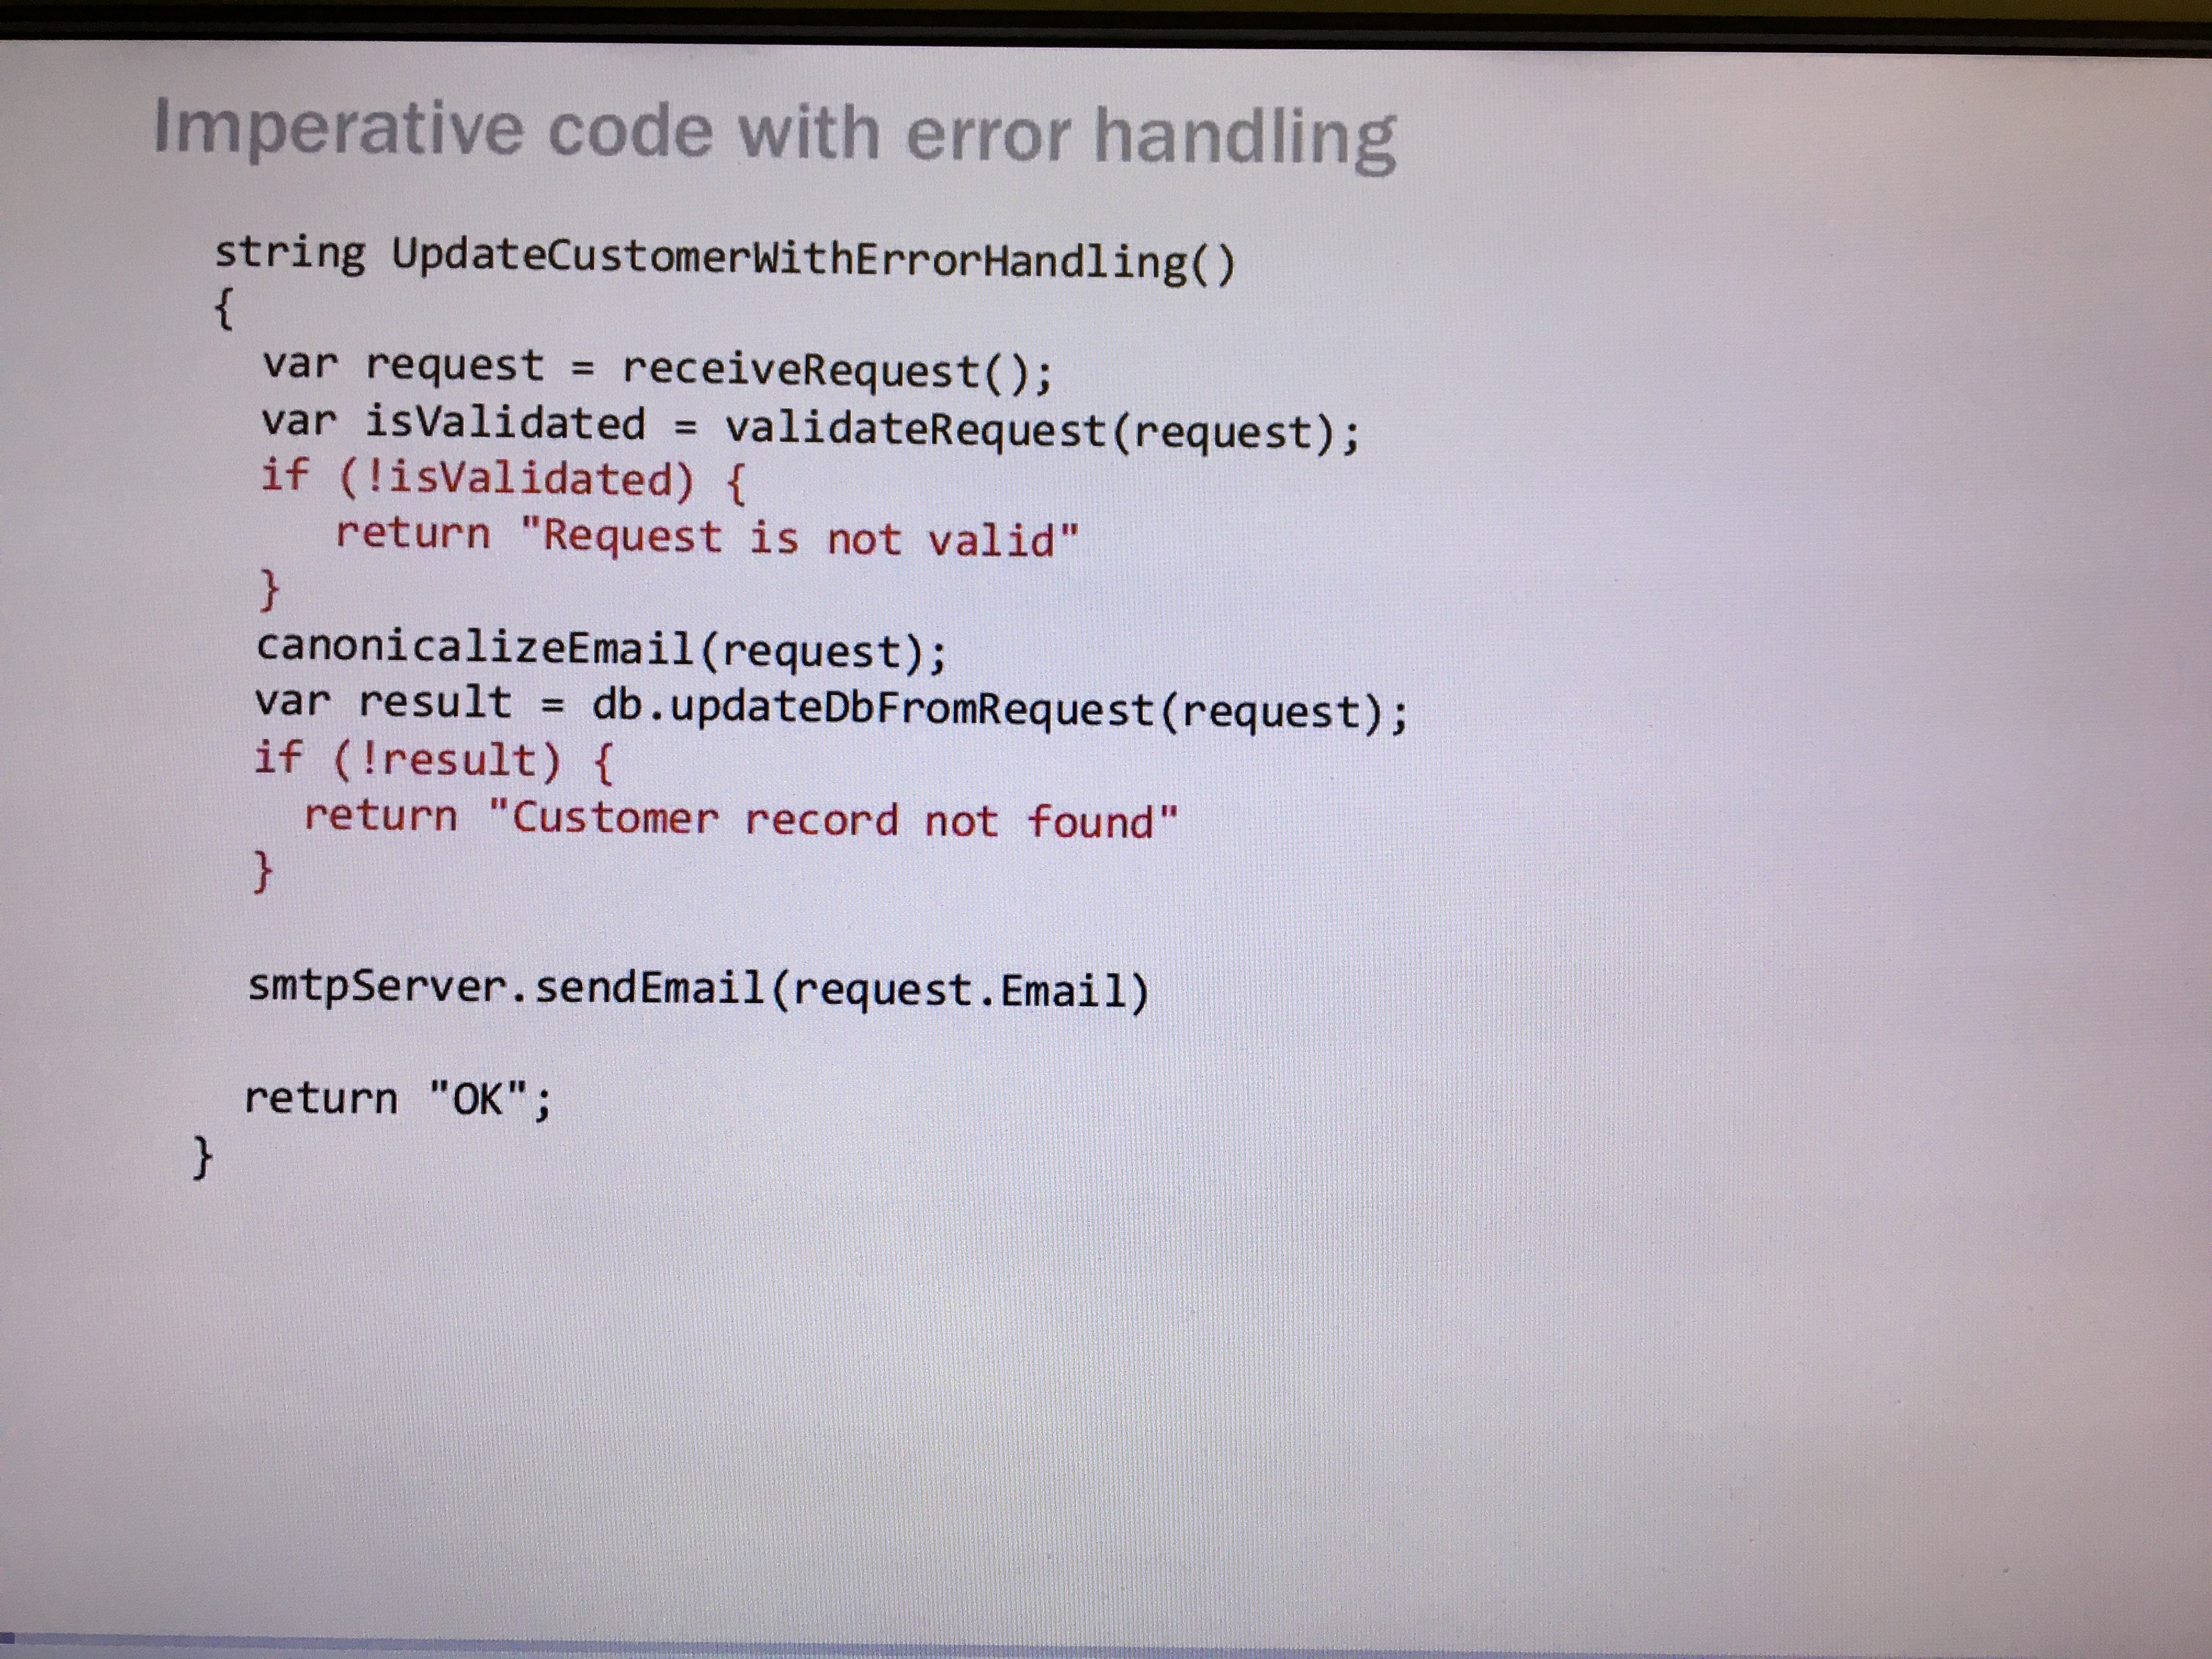 Imperative code with error handling
string UpdateCustomerWithErrorHandling()
{
var request = receiveRequest();
var isValidated = validateRequest(request);
if (!isValidated) {
return "Request is not valid"
}
canonicalizeEmail(request);
var result = db.updateDbFromRequest(request);
if (!result) {
return "Customer record not found"
}
smtpServer.sendEmail(request.Email)
return "OK";
}